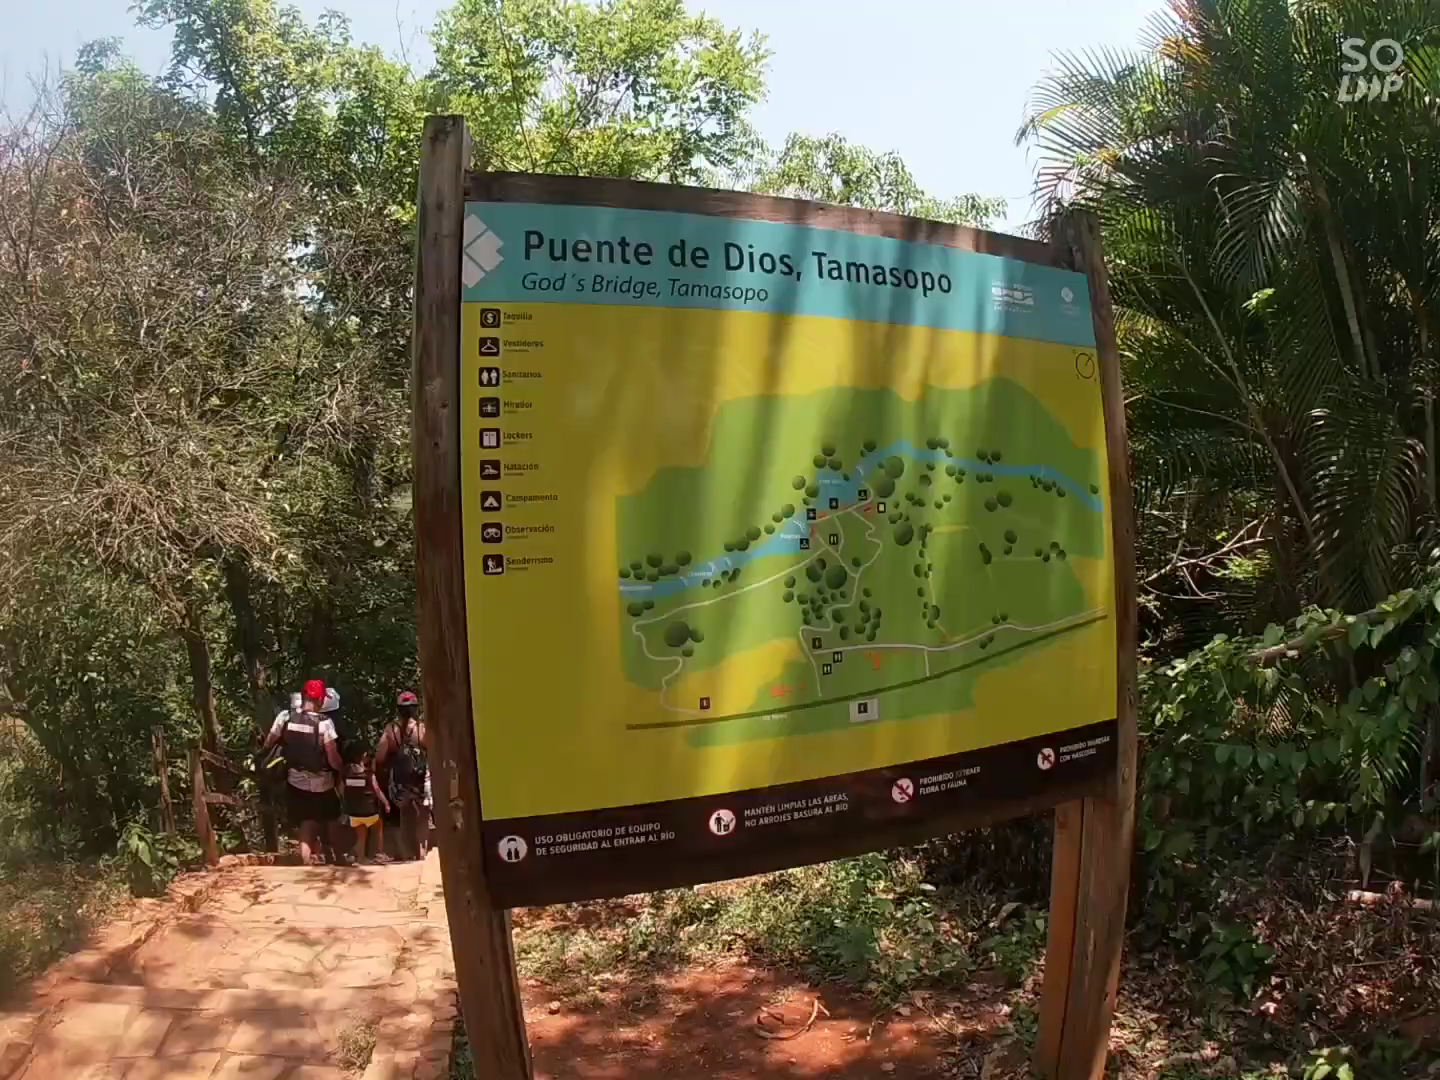 SO
LOOP
Puente de Dios, Tamasopo
God´s Bridge, Tamasopo
Taquilla
Vestidores
Sanitarios
Mirador
Lockers
Natación
Campamento
Observación
Senderismo
USO OBLIGATORIO DE EQUIPO
DE SEGURIDAD AL ENTRAR AL RÍO
MANTÉN LIMPIAS LAS ÁREAS,
NO ARROJES BASURA AL RÍO
PROHIBIDO
FLORA O FAUNA
PROHIBIDO INGRESAR
CON MASCOTAS